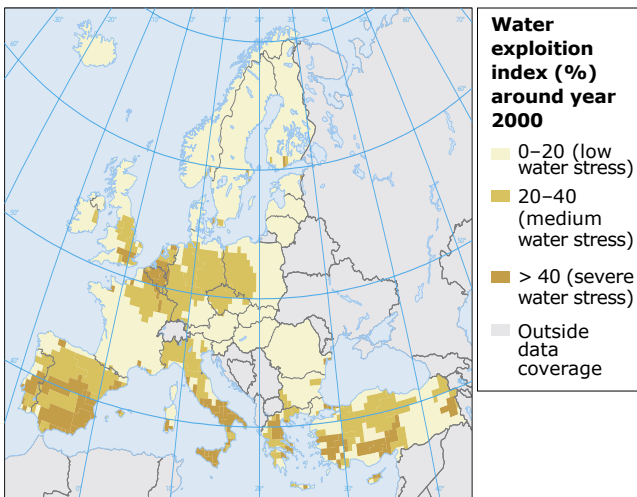 Water
exploition
index (%)
around year
2000
0–20 (low
water stress)
20–40
(medium
water stress)
> 40 (severe
water stress)
Outside
data
coverage